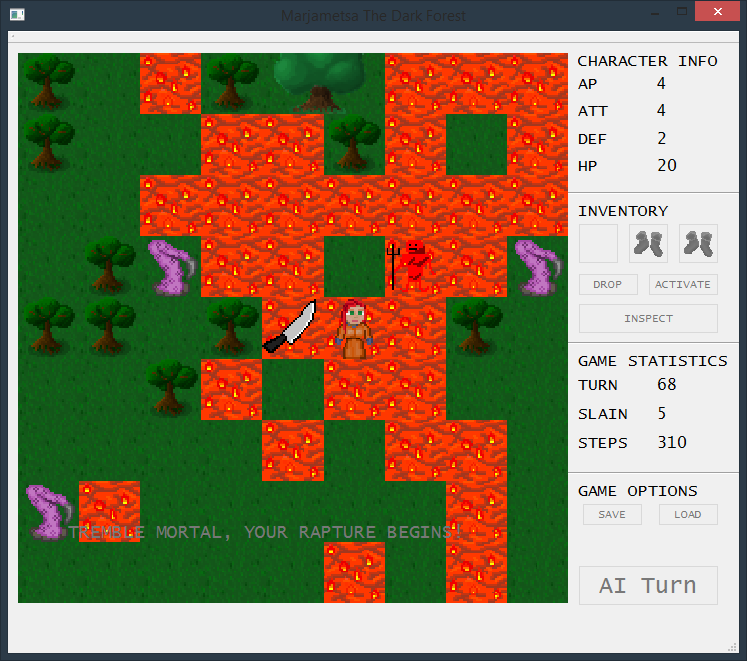 Marjametsä The Dark Forest
CHARACTER INFO
AP 4
ATT 4
DEF 2
HP 20
INVENTORY
DROP ACTIVATE
INSPECT
GAME STATISTICS
TURN 68
SLAIN 5
STEPS 310
GAME OPTIONS
SAVE LOAD
TREMBLE MORTAL, YOUR RAPTURE BEGINS!
AI Turn